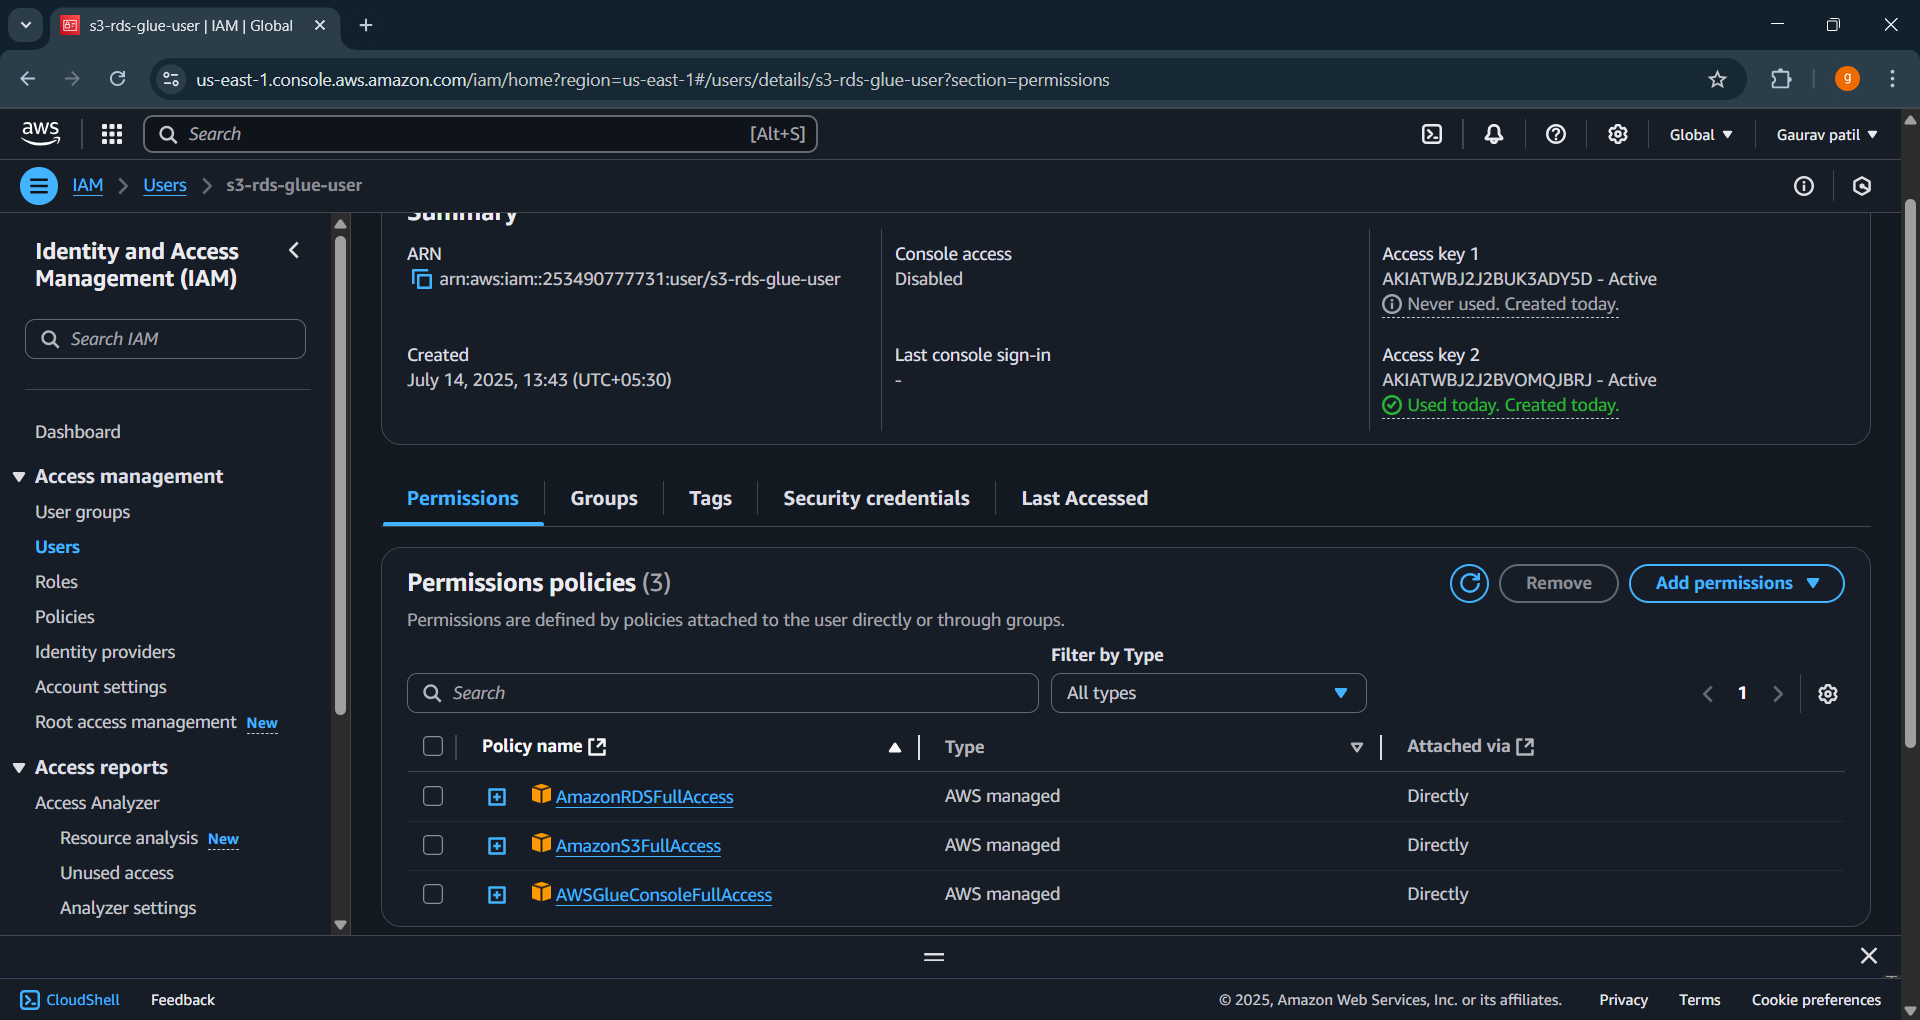 s3-rds-glue-user | IAM | Global
us-east-1.console.aws.amazon.com/iam/home?region=us-east-1#/users/details/s3-rds-glue-user?section=permissions
g
aws
Search
[Alt+S]
Global
Gaurav patil
IAM
Users
s3-rds-glue-user
Identity and Access Management (IAM)
Search IAM
Dashboard
Access management
User groups
Users
Roles
Policies
Identity providers
Account settings
Root access management New
Access reports
Access Analyzer
Resource analysis New
Unused access
Analyzer settings
Summary
ARN
arn:aws:iam::253490777731:user/s3-rds-glue-user
Created
July 14, 2025, 13:43 (UTC+05:30)
Console access
Disabled
Last console sign-in
-
Access key 1
AKIATWBJ2J2BUK3ADY5D - Active
Never used. Created today.
Access key 2
AKIATWBJ2J2BVOMQJBRJ - Active
Used today. Created today.
Permissions
Groups
Tags
Security credentials
Last Accessed
Permissions policies (3)
Remove
Add permissions
Permissions are defined by policies attached to the user directly or through groups.
Filter by Type
Search
All types
1
Policy name
Type
Attached via
AmazonRDSFullAccess
AWS managed
Directly
AmazonS3FullAccess
AWS managed
Directly
AWSGlueConsoleFullAccess
AWS managed
Directly
CloudShell
Feedback
© 2025, Amazon Web Services, Inc. or its affiliates.
Privacy
Terms
Cookie preferences